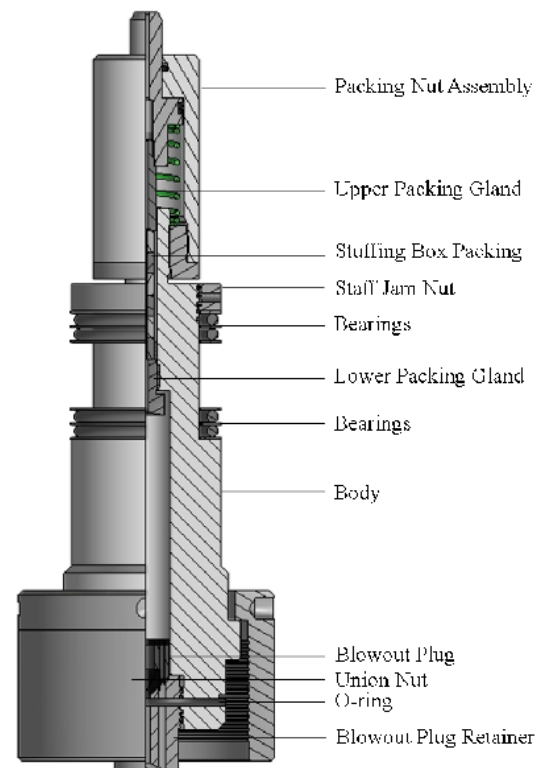 Packing Nut Assembly
Upper Packing Gland
Stuffing Box Packing
Staff Jam Nut
Bearings
Lower Packing Gland
Bearings
Body
Blowout Plug
Union Nut
O-ring
Blowout Plug Retainer